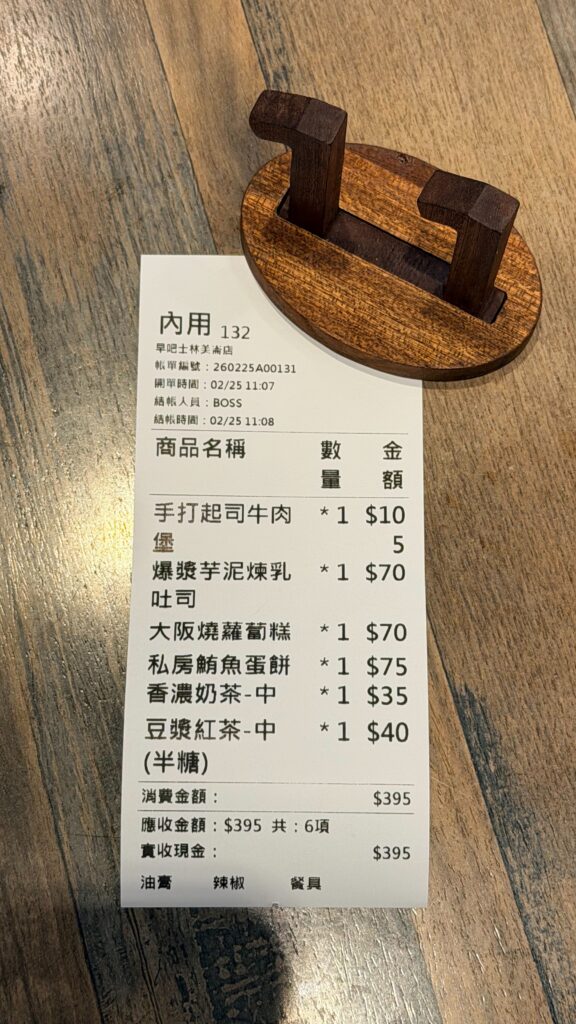 內用 132
早吧士林美崙店
帳單編號：260225A00131
開單時間：02/25 11:07
結帳人員：BOSS
結帳時間：02/25 11:08
商品名稱 數 金
量 額
手打起司牛肉 *1 $10
堡 5
爆漿芋泥煉乳 *1 $70
吐司
大阪燒蘿蔔糕 *1 $70
私房鮪魚蛋餅 *1 $75
香濃奶茶-中 *1 $35
豆漿紅茶-中 *1 $40
(半糖)
消費金額： $395
應收金額：$395 共：6項
實收現金： $395
油膏 辣椒 餐具